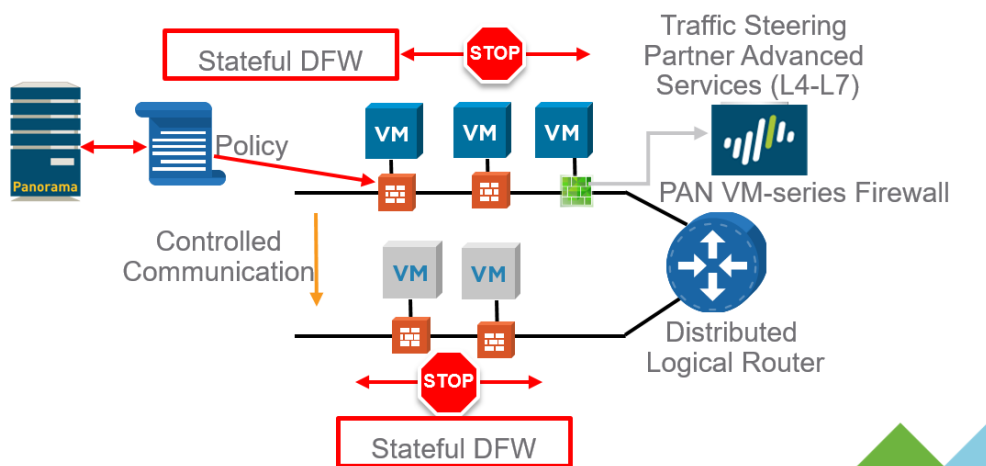 Stateful DFW
STOP
Traffic Steering
Partner Advanced
Services (L4-L7)
Panorama
Policy
VM
VM
VM
PAN VM-series Firewall
Controlled
Communication
VM
VM
Distributed
Logical Router
STOP
Stateful DFW